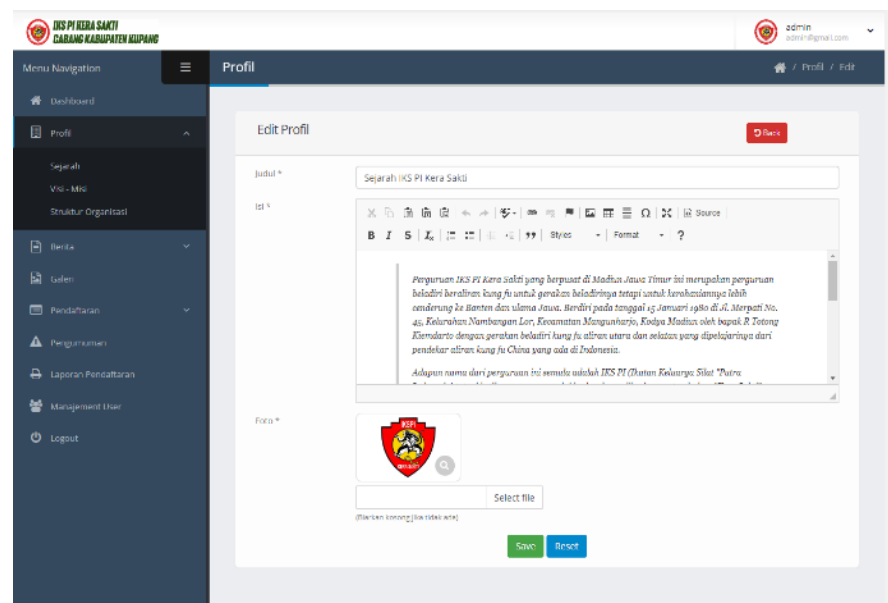 IKS PI KERA SAKTI
CABANG KABUPATEN KUPANG
admin
admin@gmail.com
Menu Navigation
Profil
/ Profil / Edit
Dashboard
Profil
Sejarah
Visi - Misi
Struktur Organisasi
Berita
Galeri
Pendaftaran
Pengumuman
Laporan Pendaftaran
Manajement User
Logout
Edit Profil
Back
Judul *
Sejarah IKS PI Kera Sakti
Isi *
Source
B I S Ix
Styles
Format
?
Perguruan IKS PI Kera Sakti yang berpusat di Madiun Jawa Timur ini merupakan perguruan
beladiri beraliran kung fu untuk gerakan beladirinya tetapi untuk kerohaniannya lebih
cenderung ke Banten dan ulama Jawa. Berdiri pada tanggal 15 Januari 1980 di Jl. Merpati No.
45, Kelurahan Nambangan Lor, Kecamatan Mangunharjo, Kodya Madiun oleh bapak R Totong
Kiemdarto dengan gerakan beladiri kung fu aliran utara dan selatan yang dipelajarinya dari
pendekar aliran kung fu China yang ada di Indonesia.
Adapun nama dari perguruan ini semula adalah IKS PI (Ikatan Keluarga Silat "Putra
Foto *
IKSPI
KERA SAKTI
Select file
(Biarkan kosong jika tidak ada)
Save
Reset